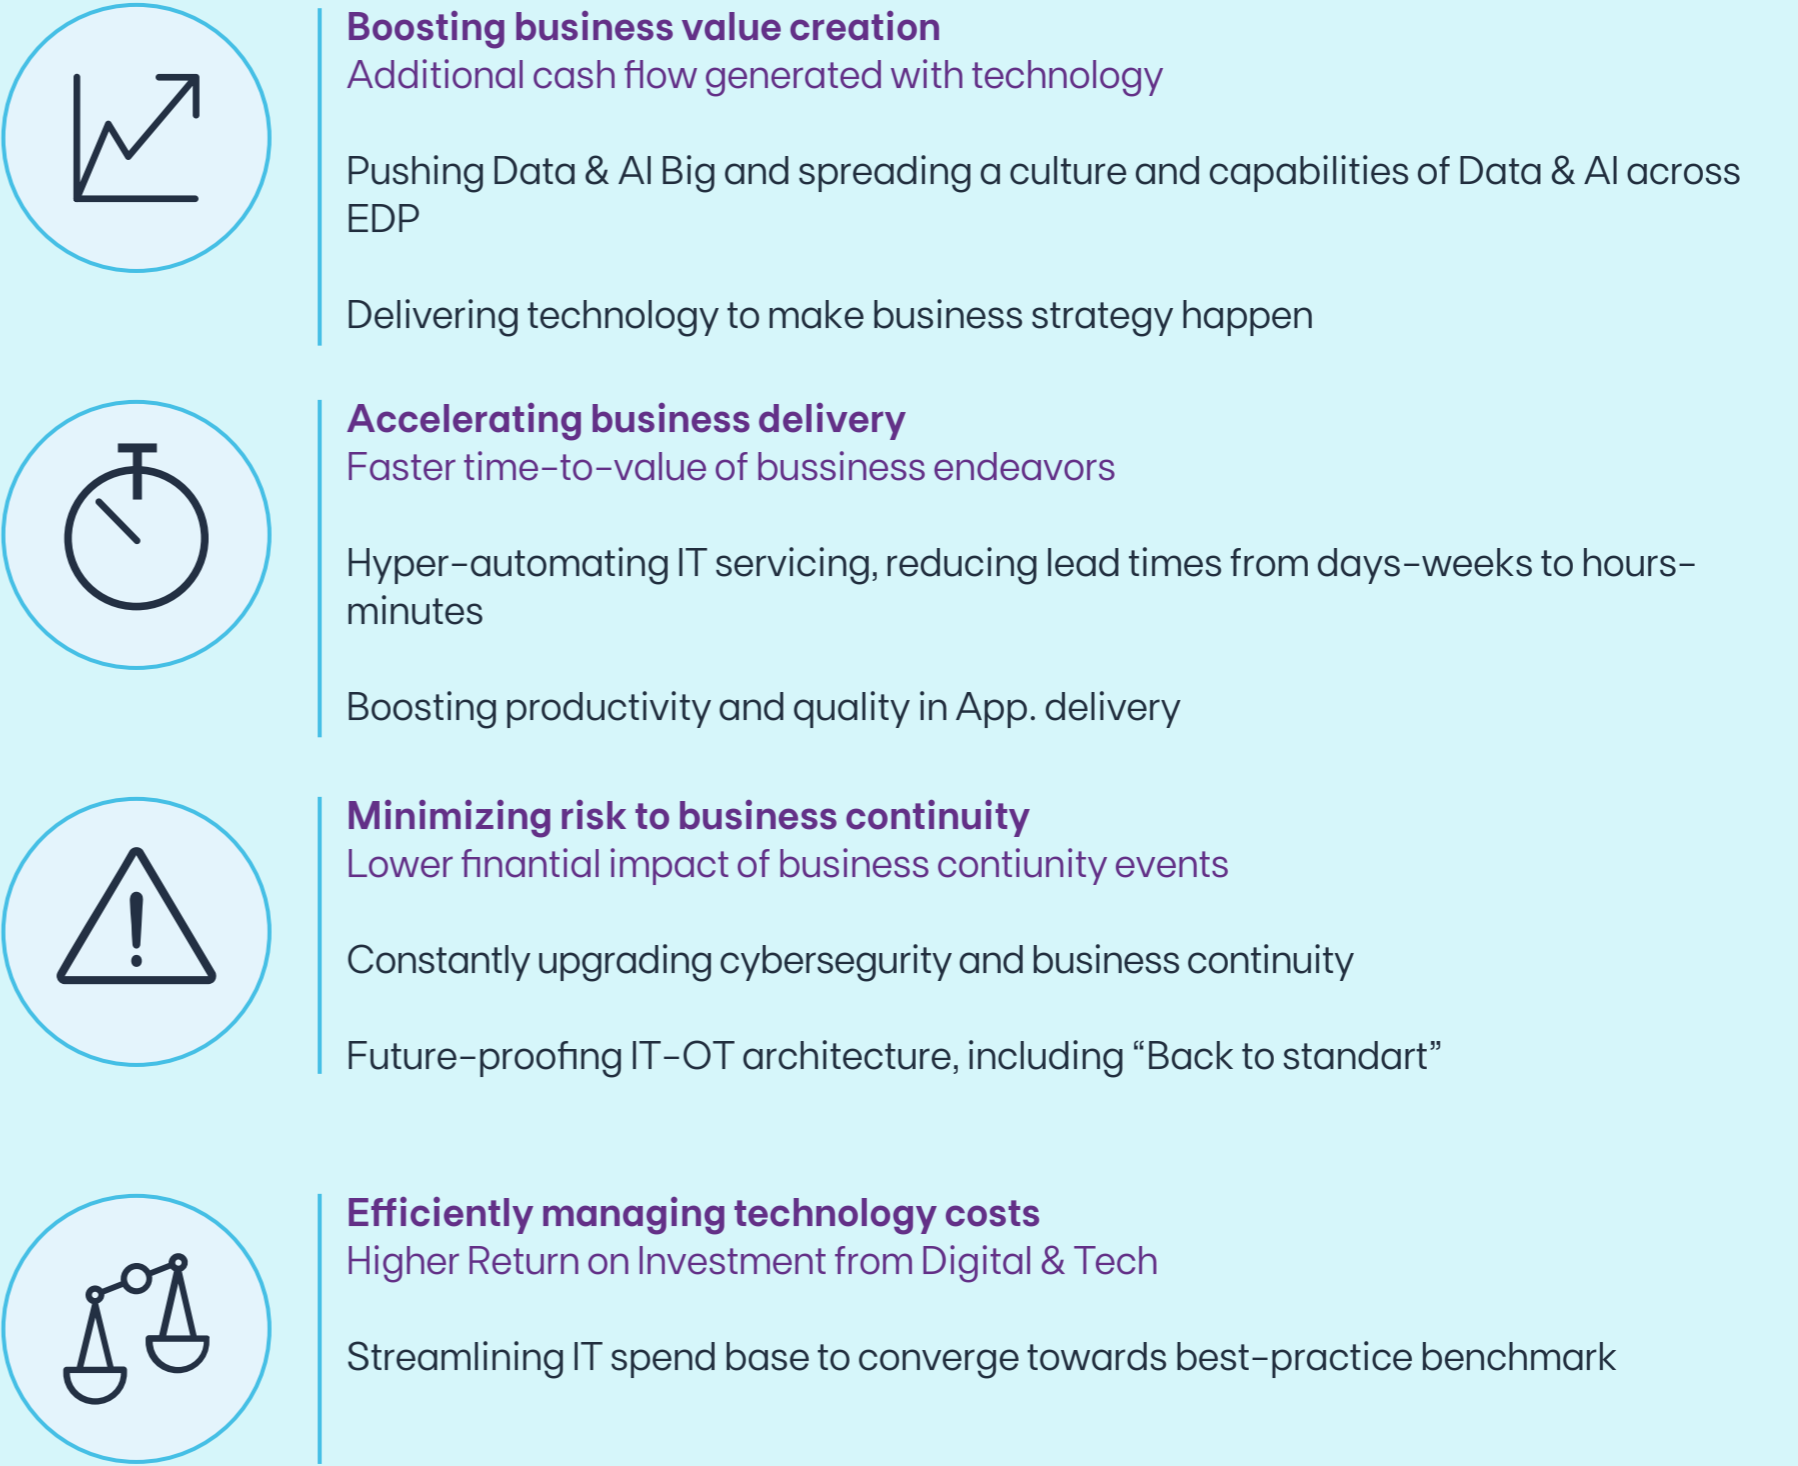 Boosting business value creation
Additional cash flow generated with technology
Pushing Data & AI Big and spreading a culture and capabilities of Data & AI across
EDP
Delivering technology to make business strategy happen
Accelerating business delivery
Faster time-to-value of bussiness endeavors
Hyper-automating IT servicing, reducing lead times from days-weeks to hours-
minutes
Boosting productivity and quality in App. delivery
Minimizing risk to business continuity
Lower finantial impact of business contiunity events
Constantly upgrading cybersegurity and business continuity
Future-proofing IT-OT architecture, including “Back to standart”
Efficiently managing technology costs
Higher Return on Investment from Digital & Tech
Streamlining IT spend base to converge towards best-practice benchmark